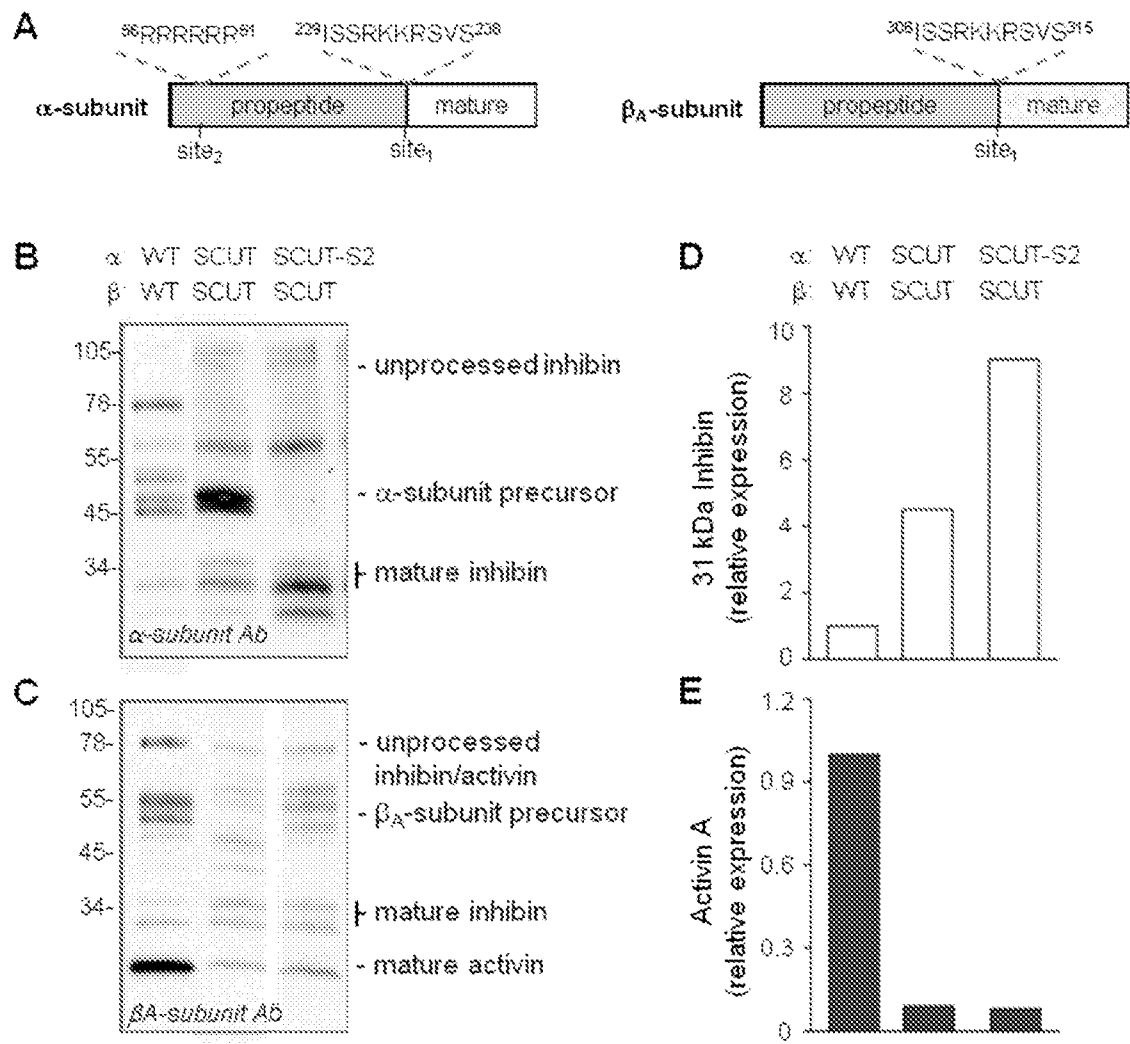 A
⁵⁶RRRRRR⁶¹
²²⁹ISSRKKRSVS²³⁸
³⁰⁶ISSRKKRSVS³¹⁵
α-subunit
propeptide
mature
site₂
site₁
βA-subunit
propeptide
mature
site₁
B
α: WT SCUT SCUT-S2
β: WT SCUT SCUT
105-
78-
55-
45-
34-
- unprocessed inhibin
- α-subunit precursor
mature inhibin
α-subunit Ab
C
105-
78-
55-
45-
34-
- unprocessed
inhibin/activin
- βA-subunit precursor
mature inhibin
- mature activin
βA-subunit Ab
D
α: WT SCUT SCUT-S2
β: WT SCUT SCUT
31 kDa Inhibin
(relative expression)
10
8
6
4
2
0
E
Activin A
(relative expression)
1.2
0.9
0.6
0.3
0